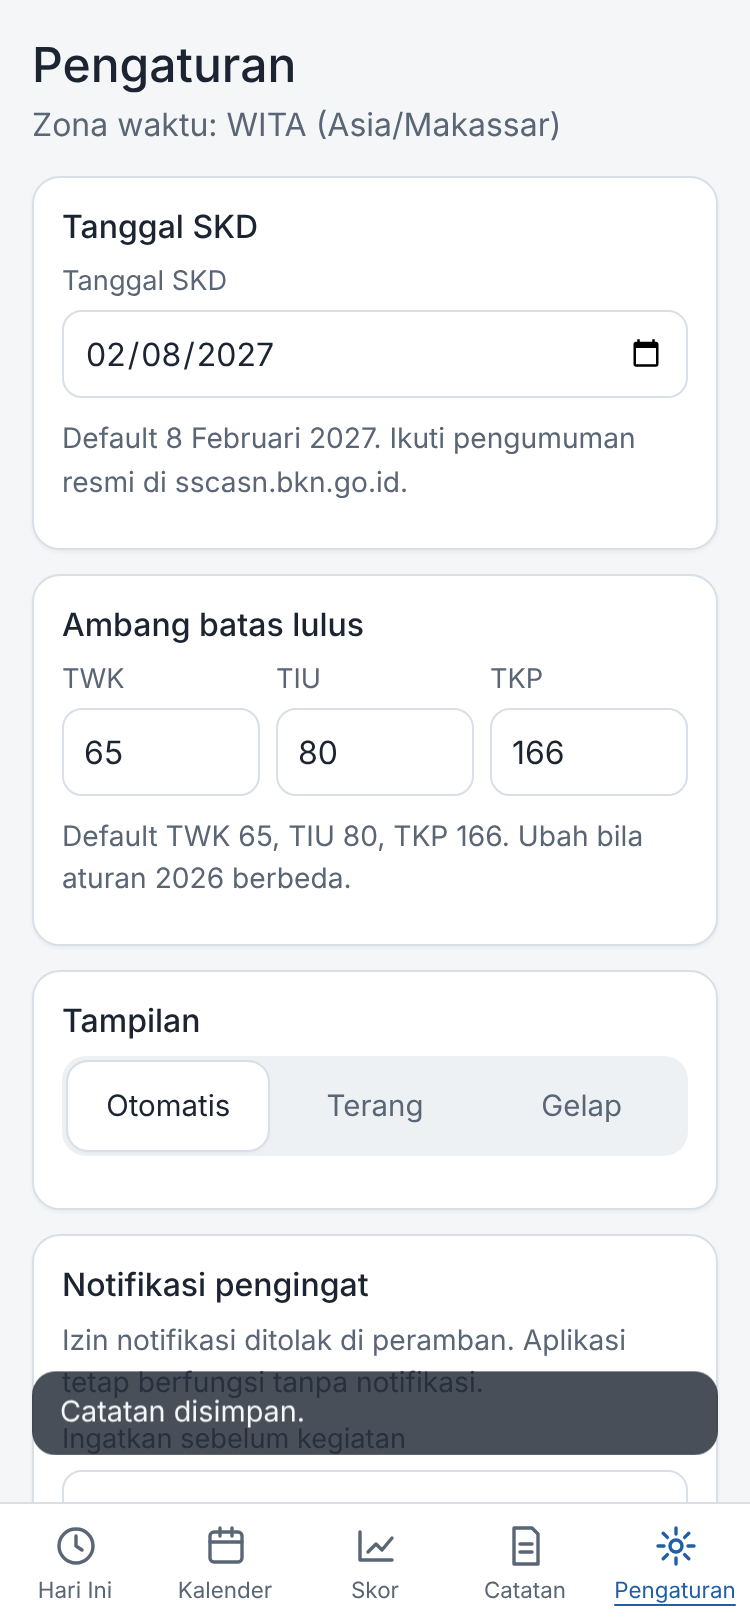 Pengaturan
Zona waktu: WITA (Asia/Makassar)
Tanggal SKD
Tanggal SKD
02/08/2027
Default 8 Februari 2027. Ikuti pengumuman
resmi di sscasn.bkn.go.id.
Ambang batas lulus
TWK TIU TKP
65 80 166
Default TWK 65, TIU 80, TKP 166. Ubah bila
aturan 2026 berbeda.
Tampilan
Otomatis Terang Gelap
Notifikasi pengingat
Izin notifikasi ditolak di peramban. Aplikasi
tetap berfungsi tanpa notifikasi.
Catatan disimpan.
Ingatkan sebelum kegiatan
Hari Ini Kalender Skor Catatan Pengaturan